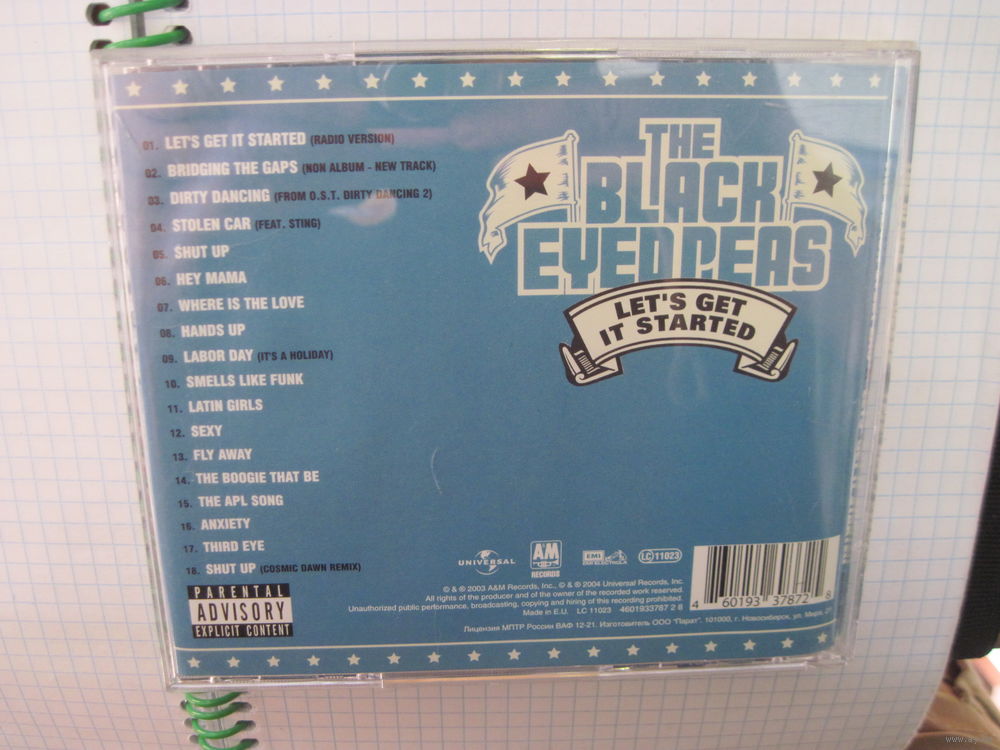 01. LET'S GET IT STARTED (RADIO VERSION)
02. BRIDGING THE GAPS (NON ALBUM - NEW TRACK)
03. DIRTY DANCING (FROM O.S.T. DIRTY DANCING 2)
04. STOLEN CAR (FEAT. STING)
05. SHUT UP
06. HEY MAMA
07. WHERE IS THE LOVE
08. HANDS UP
09. LABOR DAY (IT'S A HOLIDAY)
10. SMELLS LIKE FUNK
11. LATIN GIRLS
12. SEXY
13. FLY AWAY
14. THE BOOGIE THAT BE
15. THE APL SONG
16. ANXIETY
17. THIRD EYE
18. SHUT UP (COSMIC DAWN REMIX)
THE
BLACK
EYED PEAS
LET'S GET
IT STARTED
PARENTAL
ADVISORY
EXPLICIT CONTENT
UNIVERSAL
A&M
RECORDS
EMI
LC 11023
© & ℗ 2003 A&M Records, Inc., © & ℗ 2004 Universal Records, Inc.
All rights of the producer and of the owner of the recorded work reserved.
Unauthorized public performance, broadcasting, copying and hiring of this recording prohibited.
Made in E.U. LC 11023 4601933787 2 8
Лицензия МПТР России ВАФ 12-21. Изготовитель ООО "Парат". 101000, г. Новосибирск, ул. Мира,
4 60193 37872 8